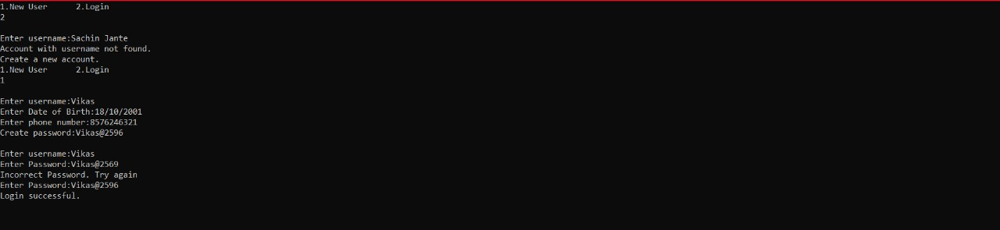 1.New User      2.Login
2
Enter username:Sachin Jante
Account with username not found.
Create a new account.
1.New User      2.Login
1
Enter username:Vikas
Enter Date of Birth:18/10/2001
Enter phone number:8576246321
Create password:Vikas@2596
Enter username:Vikas
Enter Password:Vikas@2569
Incorrect Password. Try again
Enter Password:Vikas@2596
Login successful.